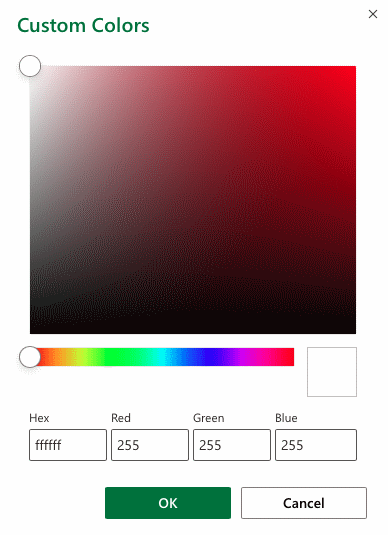 Custom Colors
Hex Red Green Blue
ffffff 255 255 255
OK Cancel